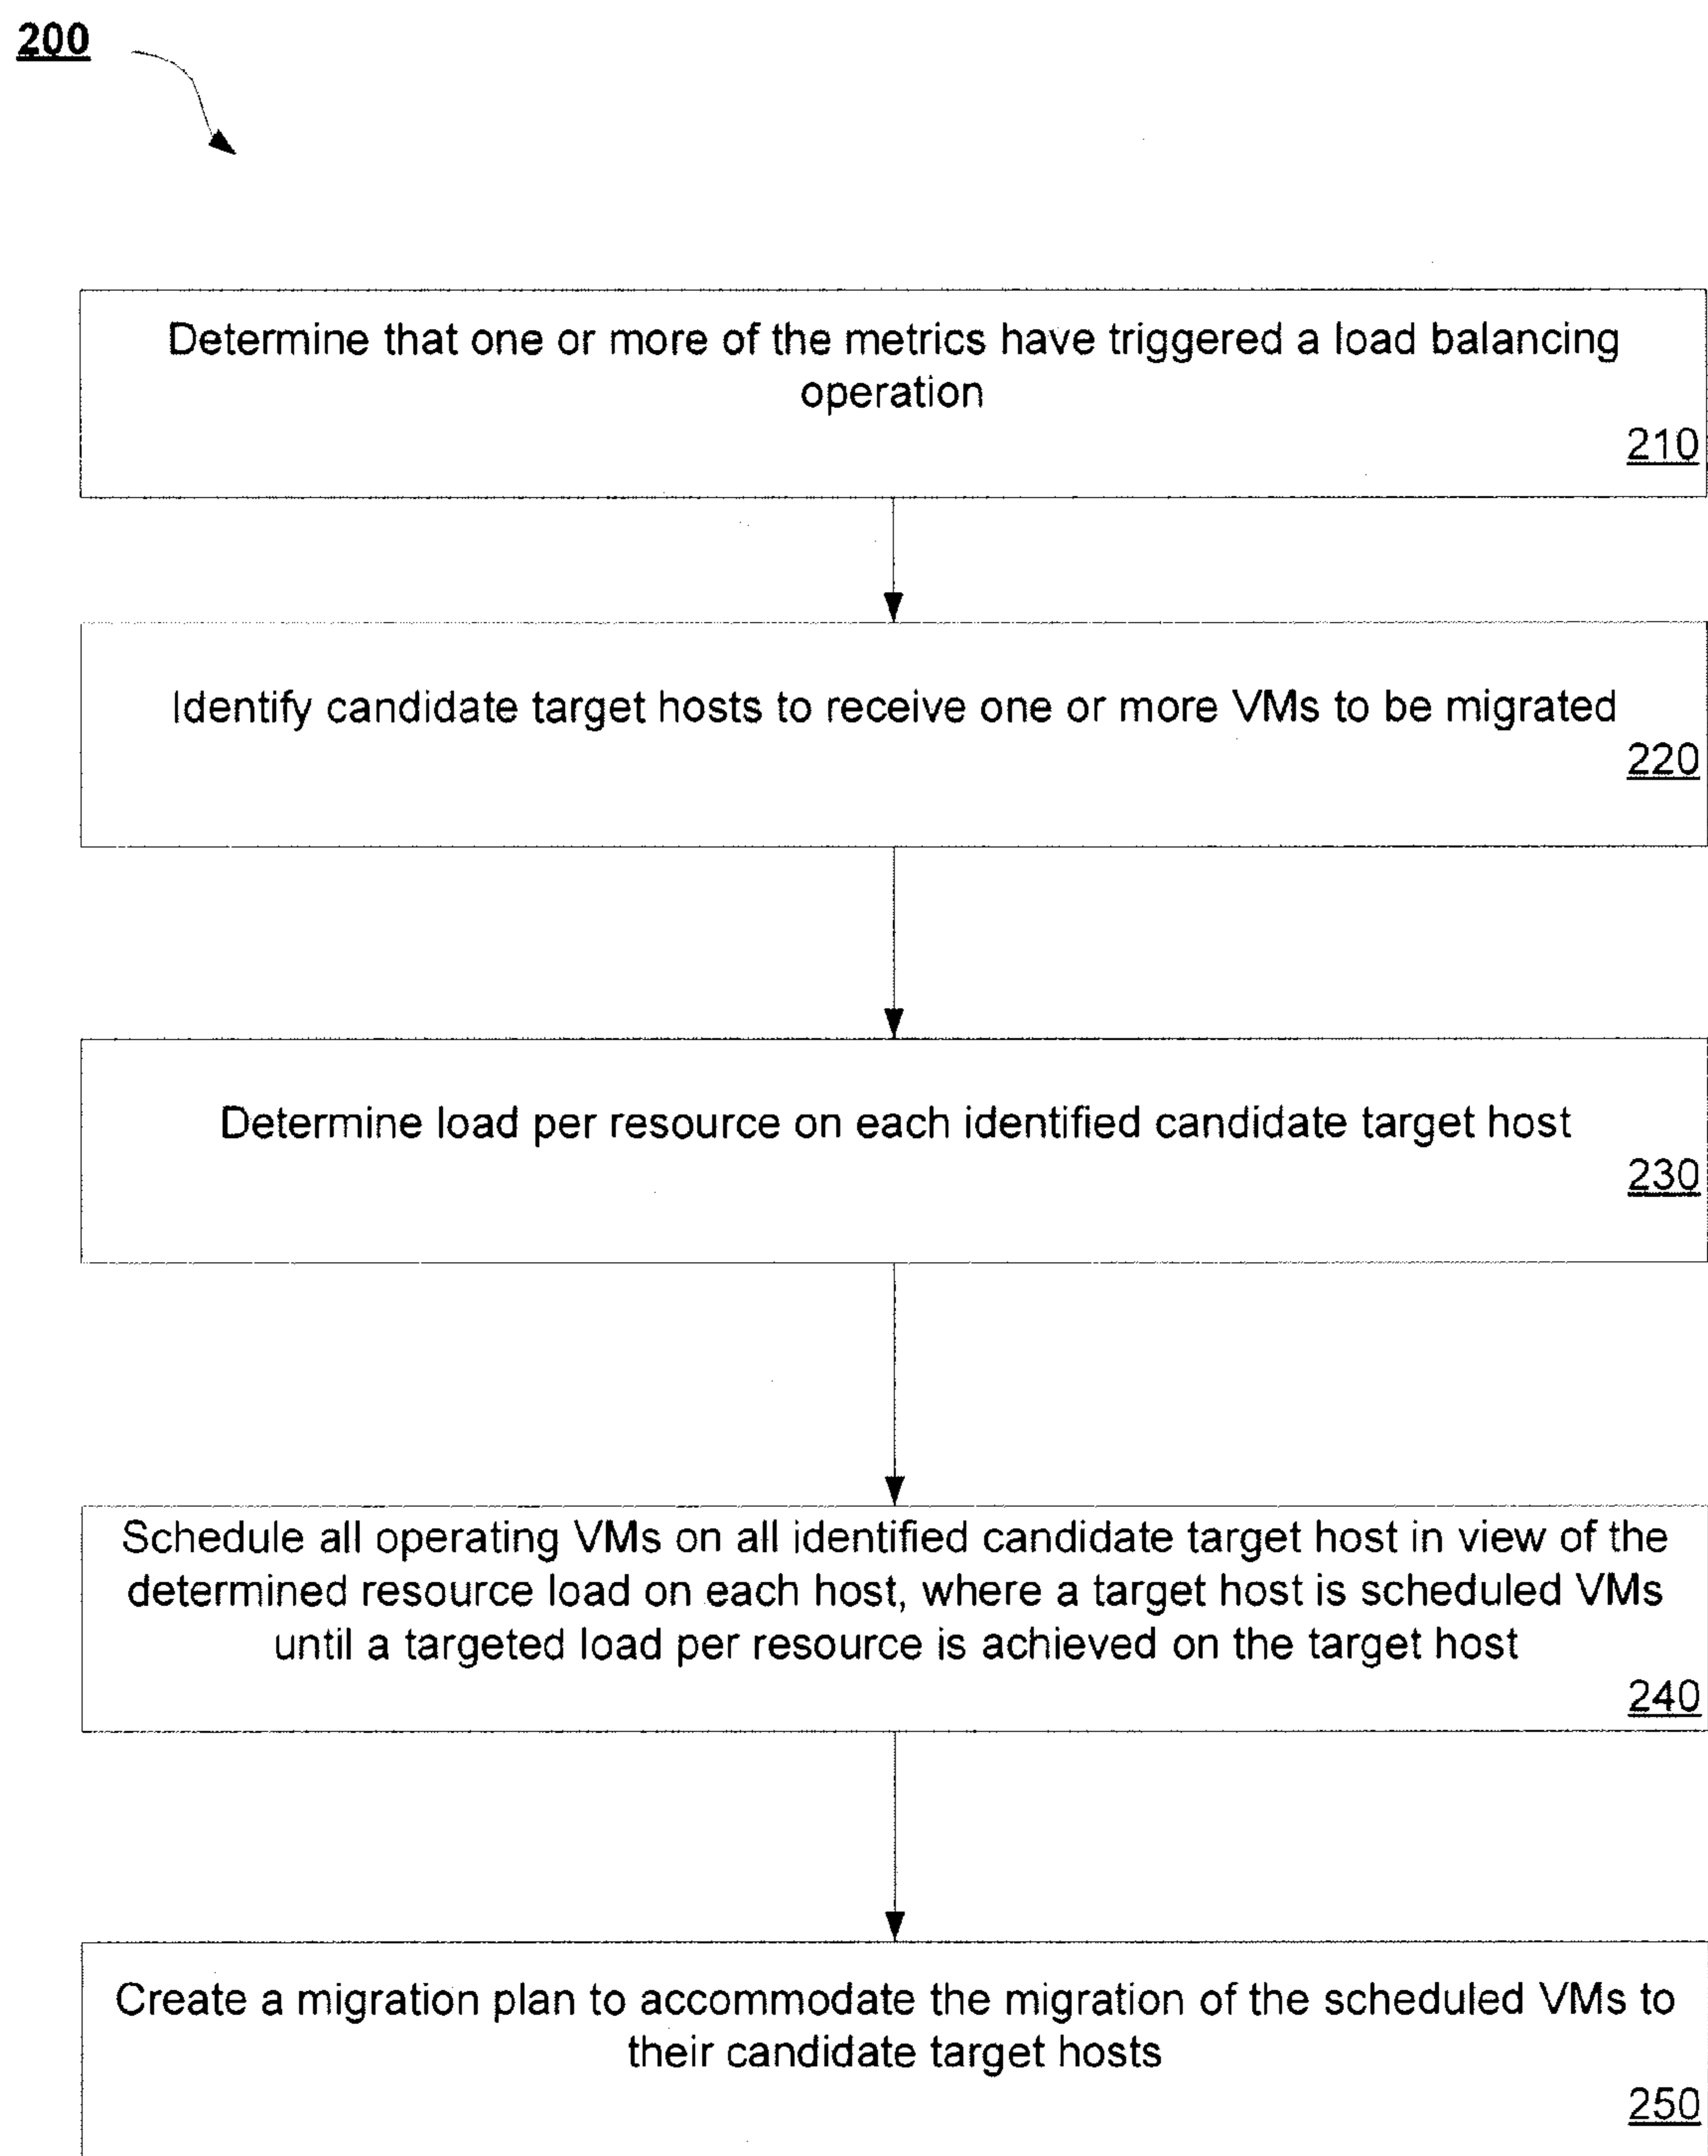 200
Determine that one or more of the metrics have triggered a load balancing
operation
210
Identify candidate target hosts to receive one or more VMs to be migrated
220
Determine load per resource on each identified candidate target host
230
Schedule all operating VMs on all identified candidate target host in view of the
determined resource load on each host, where a target host is scheduled VMs
until a targeted load per resource is achieved on the target host
240
Create a migration plan to accommodate the migration of the scheduled VMs to
their candidate target hosts
250